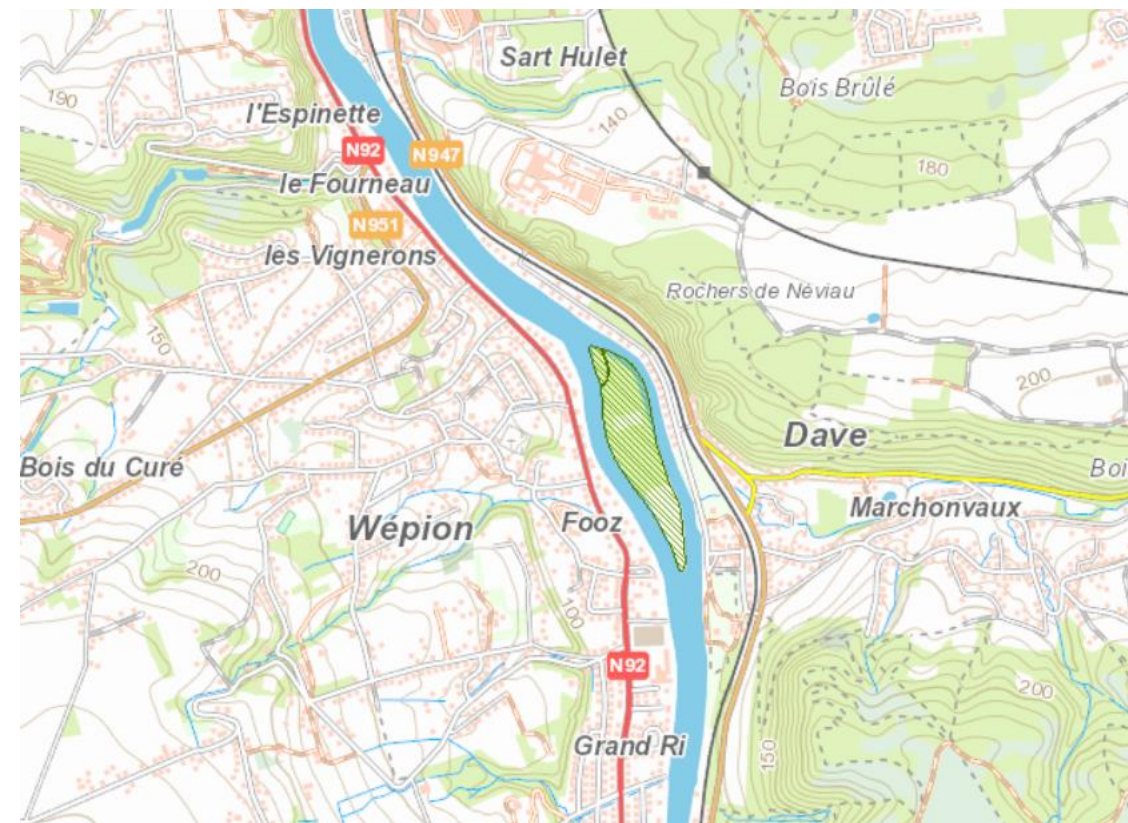 Sart Hulet
Bois Brûlé
190
l'Espinette
140
N92
N947
180
le Fourneau
N951
les Vignerons
Rochers de Néviau
150
200
Dave
Bois du Curé
Boi
Marchonvaux
Wépion
Fooz
200
100
N92
200
Grand Ri
150